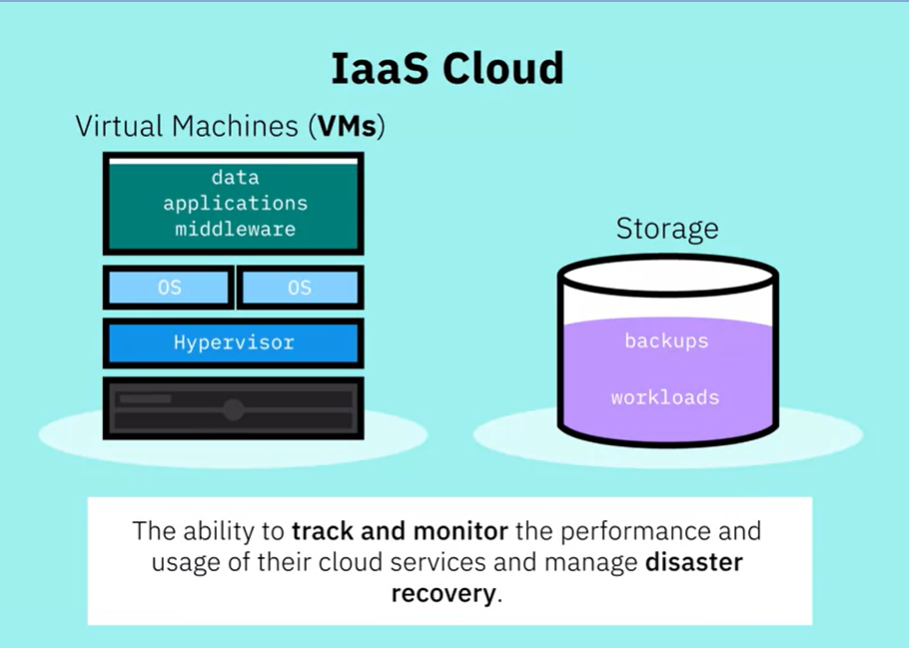 IaaS Cloud
Virtual Machines (VMs)
data
applications
middleware
OS OS
Hypervisor
Storage
backups
workloads
The ability to track and monitor the performance and
usage of their cloud services and manage disaster
recovery.